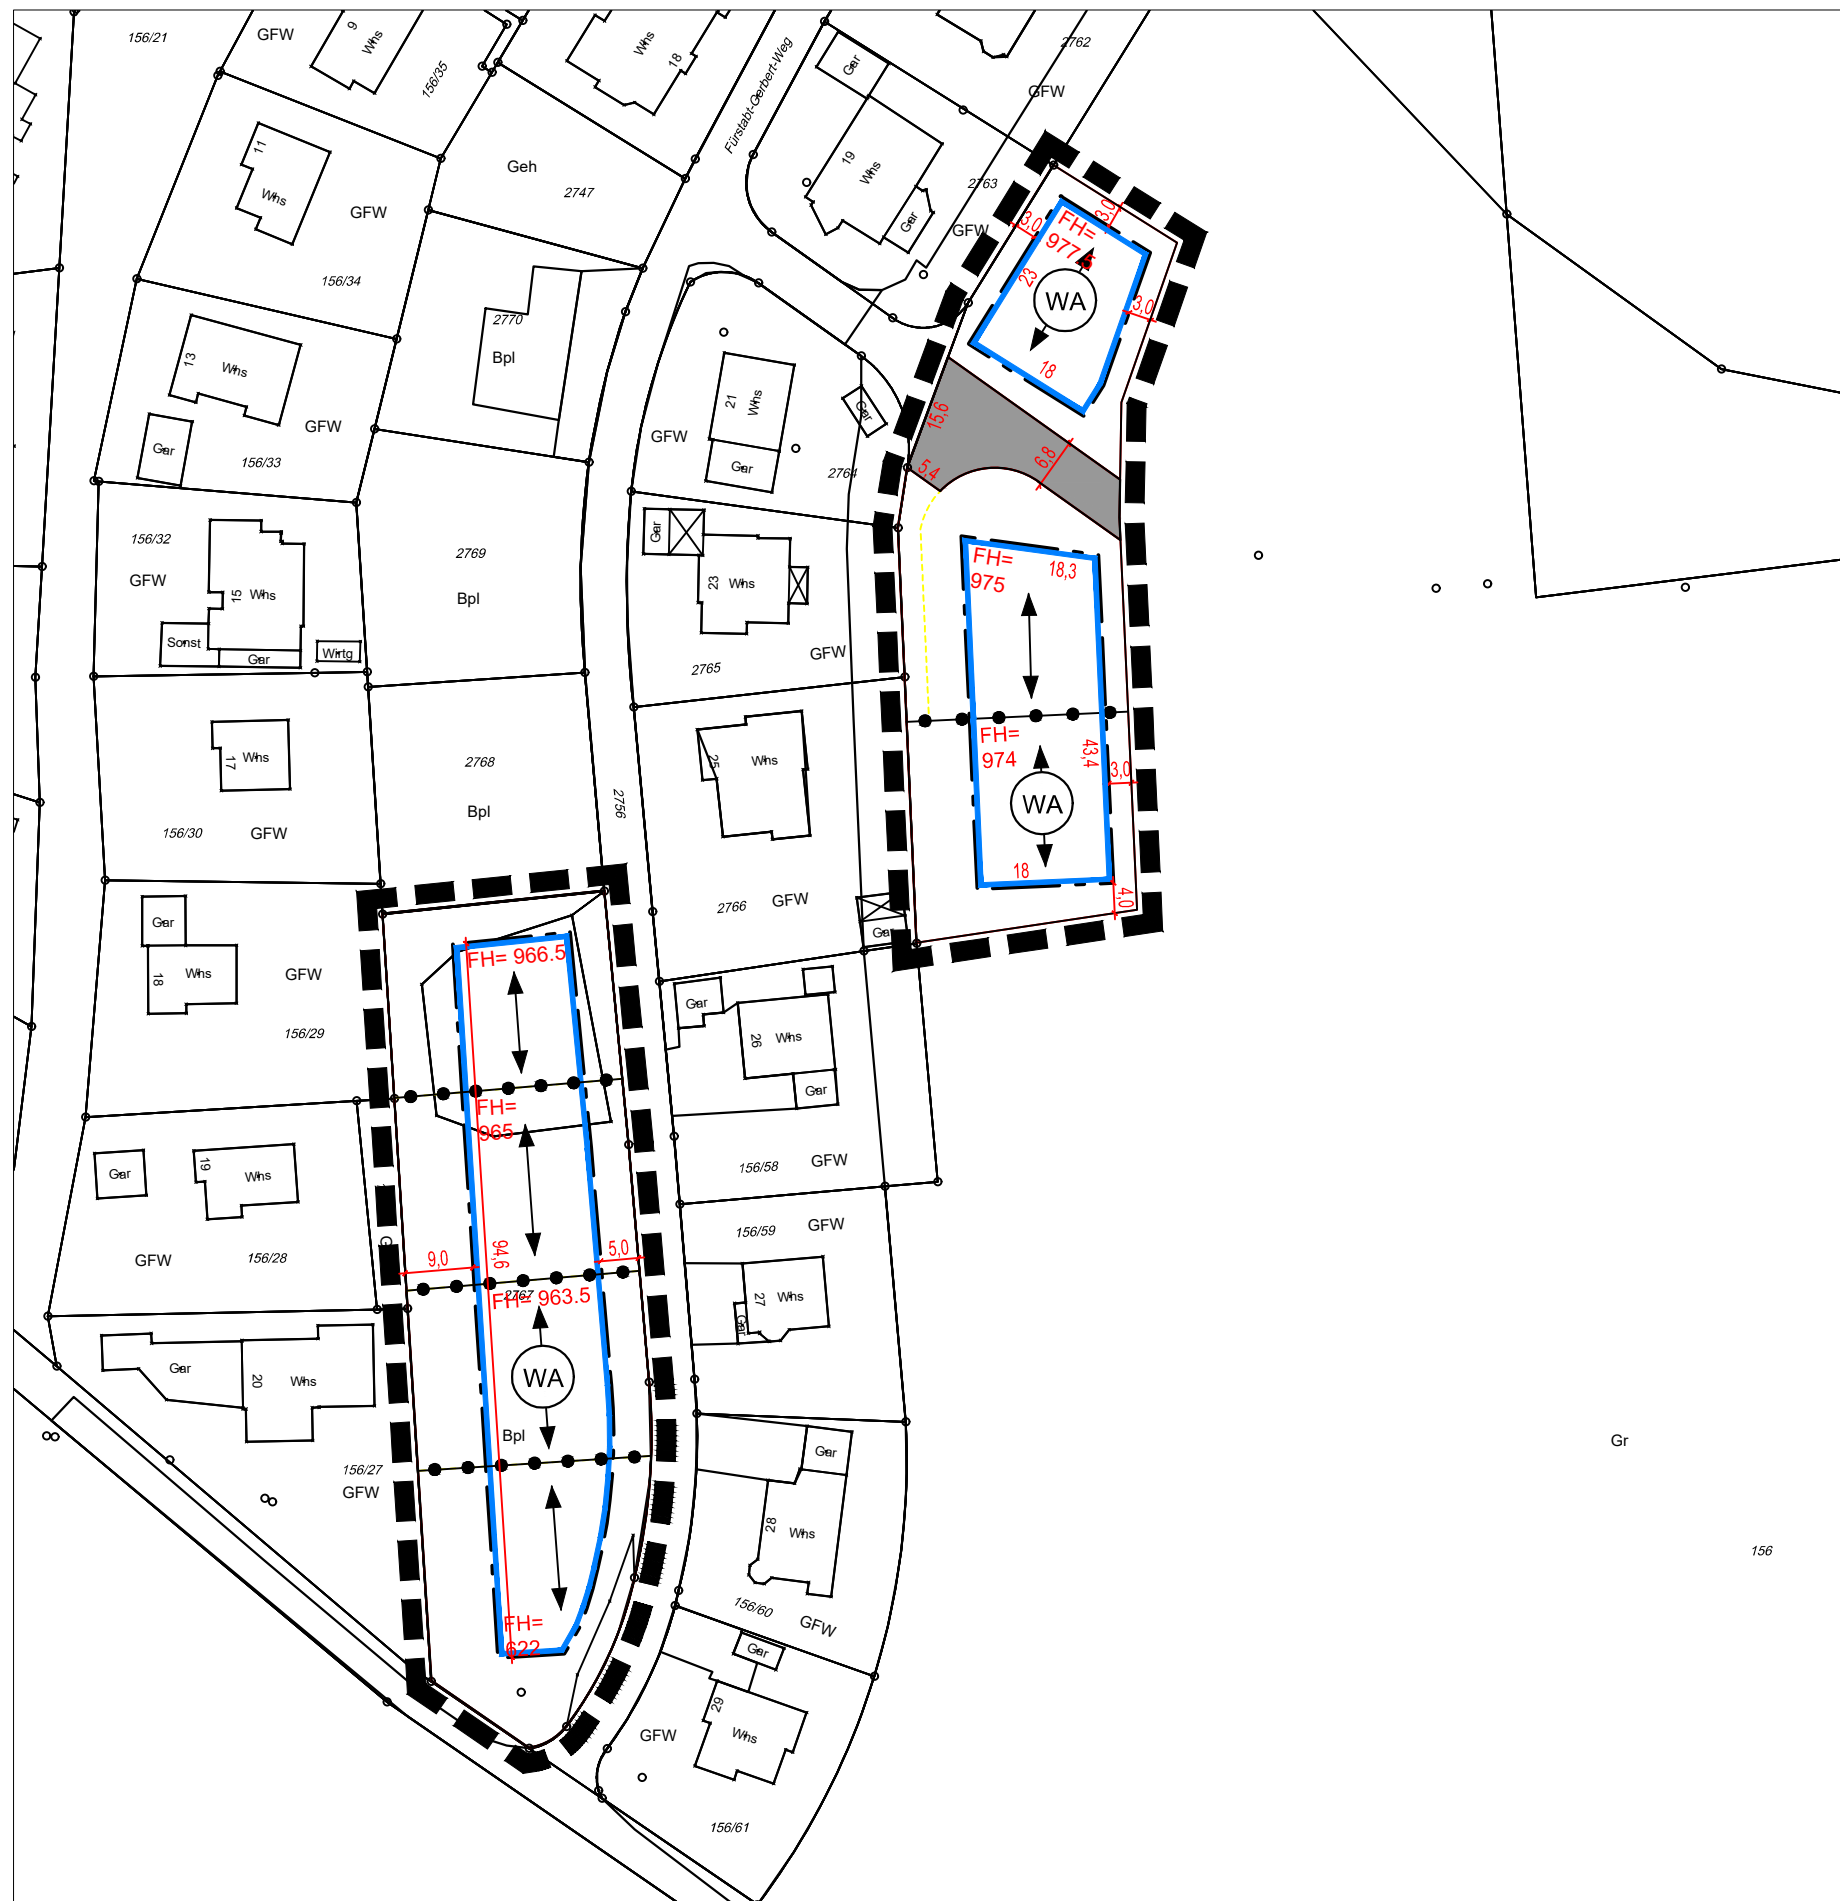 156/21
GFW
9
Whs
156/35
Whs
18
Fürstabt-Gerbert-Weg
Gar
2762
GFW
11
Whs
GFW
156/34
Geh
2747
19
Whs
Gar
2763
GFW
3,0
3,0
FH=
977.5
23
WA
3,0
18
2770
Bpl
13
Whs
GFW
Gar
156/33
21
Whs
Gar
GFW
Gar
2764
15,6
5,4
6,8
156/32
GFW
15
Whs
Sonst
Gar
Wirtg
2769
Bpl
Gar
23
Whs
GFW
2765
FH=
975
18,3
FH=
974
43,4
3,0
WA
18
4,0
17
Whs
156/30
GFW
2768
Bpl
2756
25
Whs
2766
GFW
Gar
Gar
18
Whs
GFW
156/29
FH= 966.5
FH=
965
Gar
26
Whs
Gar
156/58
GFW
Gar
19
Whs
GFW
156/28
9,0
94,6
5,0
2767
FH= 963.5
WA
Bpl
156/59
GFW
27
Whs
Gar
Gar
20
Whs
156/27
GFW
Gar
28
Whs
156/60
GFW
Gr
156
FH=
622
Gar
29
Whs
GFW
156/61